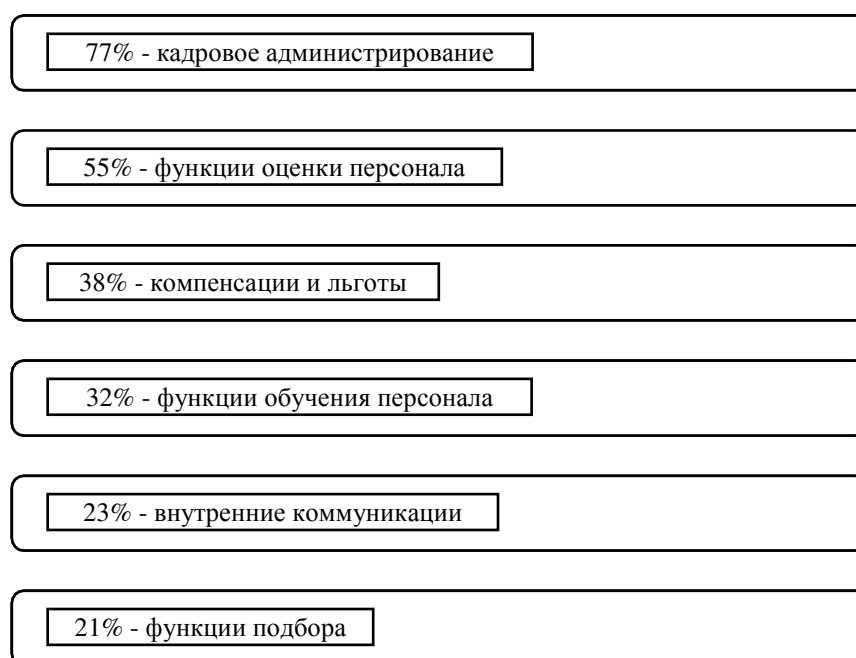 77% - кадровое администрирование
55% - функции оценки персонала
38% - компенсации и льготы
32% - функции обучения персонала
23% - внутренние коммуникации
21% - функции подбора